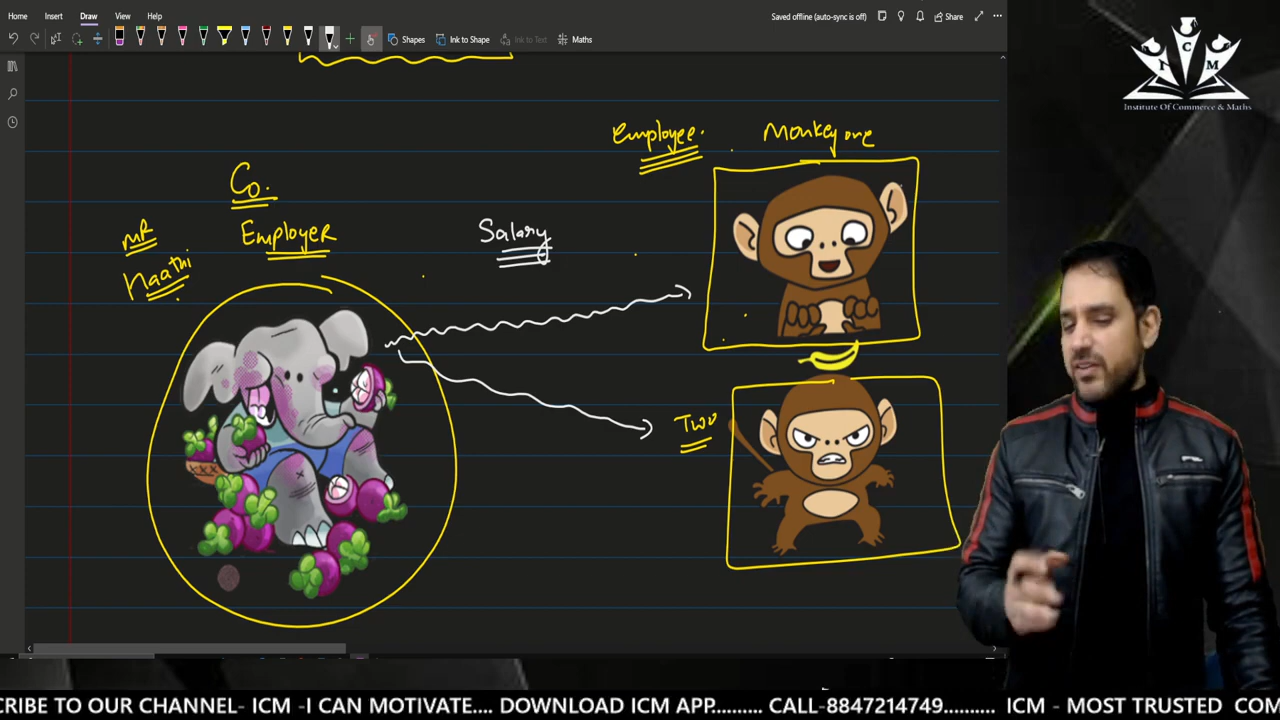 Home Insert Draw View Help
Saved offline (auto-sync is off)
Share
Shapes
Ink to Shape
Ink to Text
Maths
I C M
Institute Of Commerce & Maths
Employee. Monkey one
Co.
MR Employer Salary
Haathi
Two
CRIBE TO OUR CHANNEL- ICM -I CAN MOTIVATE.... DOWNLOAD ICM APP......... CALL-8847214749.......... ICM - MOST TRUSTED COM